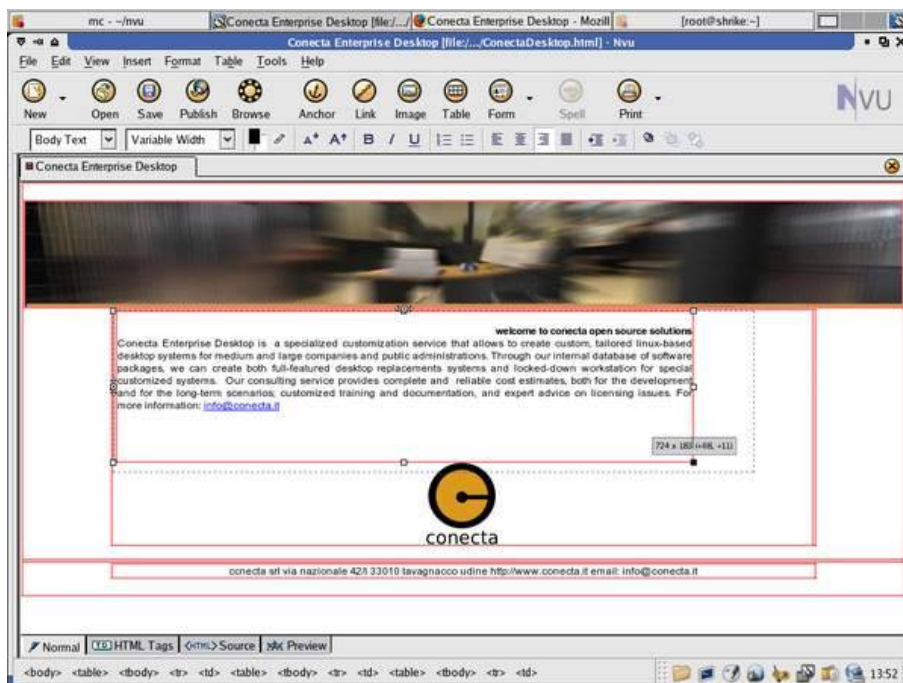 mc - ~/nvu
Conecta Enterprise Desktop [file:/.../
Conecta Enterprise Desktop - Mozill
[root@shrike:~]
Conecta Enterprise Desktop [file:/.../ConectaDesktop.html] - Nvu
File Edit View Insert Format Table Tools Help
New Open Save Publish Browse Anchor Link Image Table Form Spell Print
NVU
Body Text Variable Width
Conecta Enterprise Desktop
welcome to conecta open source solutions
Conecta Enterprise Desktop is a specialized customization service that allows to create custom, tailored linux-based
desktop systems for medium and large companies and public administrations. Through our internal database of software
packages, we can create both full-featured desktop replacements systems and locked-down workstation for special
customized systems. Our consulting service provides complete and reliable cost estimates, both for the development
and for the long-term scenarios; customized training and documentation, and expert advice on licensing issues. For
more information: info@conecta.it
724 x 183 (+68, +11)
conecta
conecta srl via nazionale 42/I 33010 tavagnacco udine http://www.conecta.it email: info@conecta.it
Normal HTML Tags Source Preview
<body> <table> <tbody> <tr> <td> <table> <tbody> <tr> <td> <table> <tbody> <tr> <td>
13:52